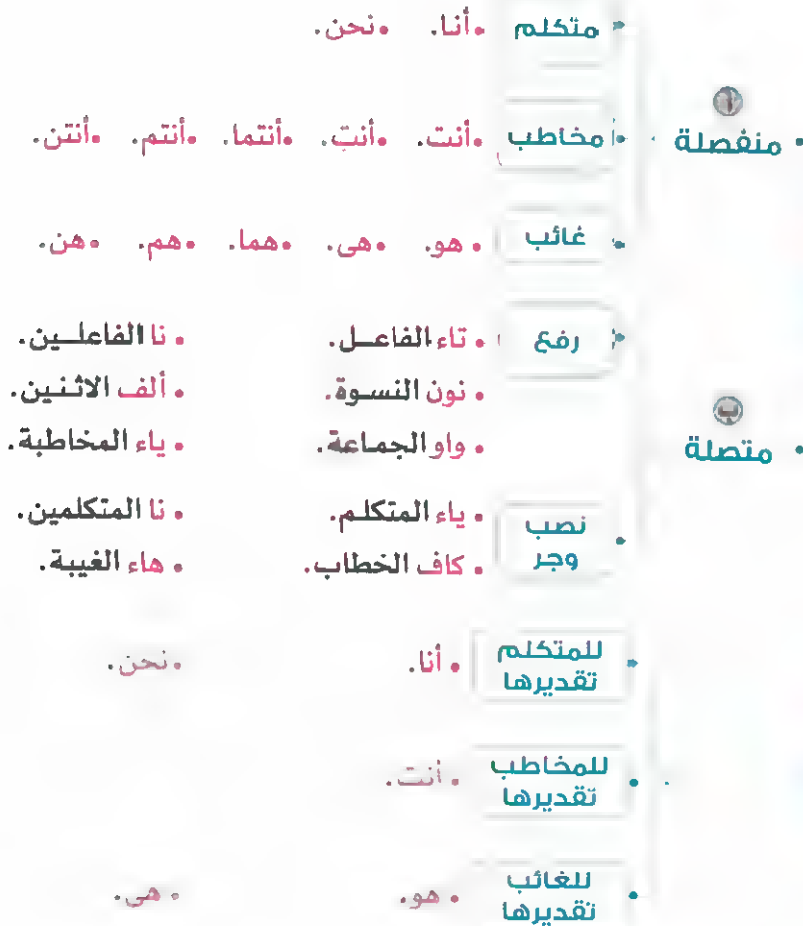 متكلم • أنا. • نحن.
• منفصلة
مخاطب • أنتَ. • أنتِ. • أنتما. • أنتم. • أنتن.
غائب • هو. • هى. • هما. • هم. • هن.
رفع • تاء الفاعل. • نا الفاعلين.
• نون النسوة. • ألف الاثنين.
• متصلة
• واو الجماعة. • ياء المخاطبة.
نصب وجر
• ياء المتكلم. • نا المتكلمين.
• كاف الخطاب. • هاء الغيبة.
للمتكلم تقديرها • أنا. • نحن.
للمخاطب تقديرها • أنت.
للغائب تقديرها • هو. • هى.